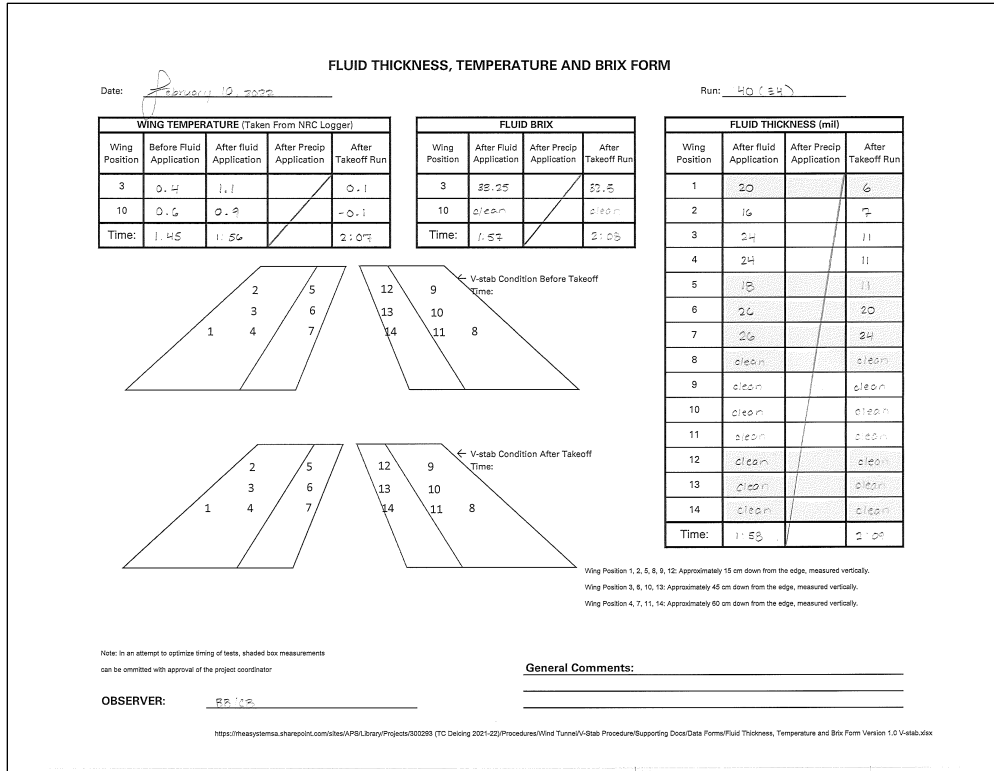 FLUID THICKNESS, TEMPERATURE AND BRIX FORM
Date: February 10, 2022 Run: 40 (34)
WING TEMPERATURE (Taken From NRC Logger)
Wing Position Before Fluid Application After fluid Application After Precip Application After Takeoff Run
3 0.4 1.1 0.1
10 0.6 0.9 -0.1
Time: 1:45 1:56 2:07
FLUID BRIX
Wing Position After Fluid Application After Precip Application After Takeoff Run
3 33.25 32.5
10 clean clean
Time: 1:57 2:08
FLUID THICKNESS (mil)
Wing Position After fluid Application After Precip Application After Takeoff Run
1 20 6
2 16 7
3 24 11
4 24 11
5 18 11
6 26 20
7 26 24
8 clean clean
9 clean clean
10 clean clean
11 clean clean
12 clean clean
13 clean clean
14 clean clean
Time: 1:58 2:09
← V-stab Condition Before Takeoff
Time:
2 5 12 9
3 6 13 10
1 4 7 14 11 8
← V-stab Condition After Takeoff
Time:
2 5 12 9
3 6 13 10
1 4 7 14 11 8
Wing Position 1, 2, 5, 8, 9, 12: Approximately 15 cm down from the edge, measured vertically.
Wing Position 3, 6, 10, 13: Approximately 45 cm down from the edge, measured vertically.
Wing Position 4, 7, 11, 14: Approximately 60 cm down from the edge, measured vertically.
Note: In an attempt to optimize timing of tests, shaded box measurements
can be ommitted with approval of the project coordinator
General Comments:
OBSERVER: BB/CB
https://rheasystemsa.sharepoint.com/sites/APS/Library/Projects/300293 (TC Deicing 2021-22)/Procedures/Wind Tunnel/V-Stab Procedure/Supporting Docs/Data Forms/Fluid Thickness, Temperature and Brix Form Version 1.0 V-stab.xlsx